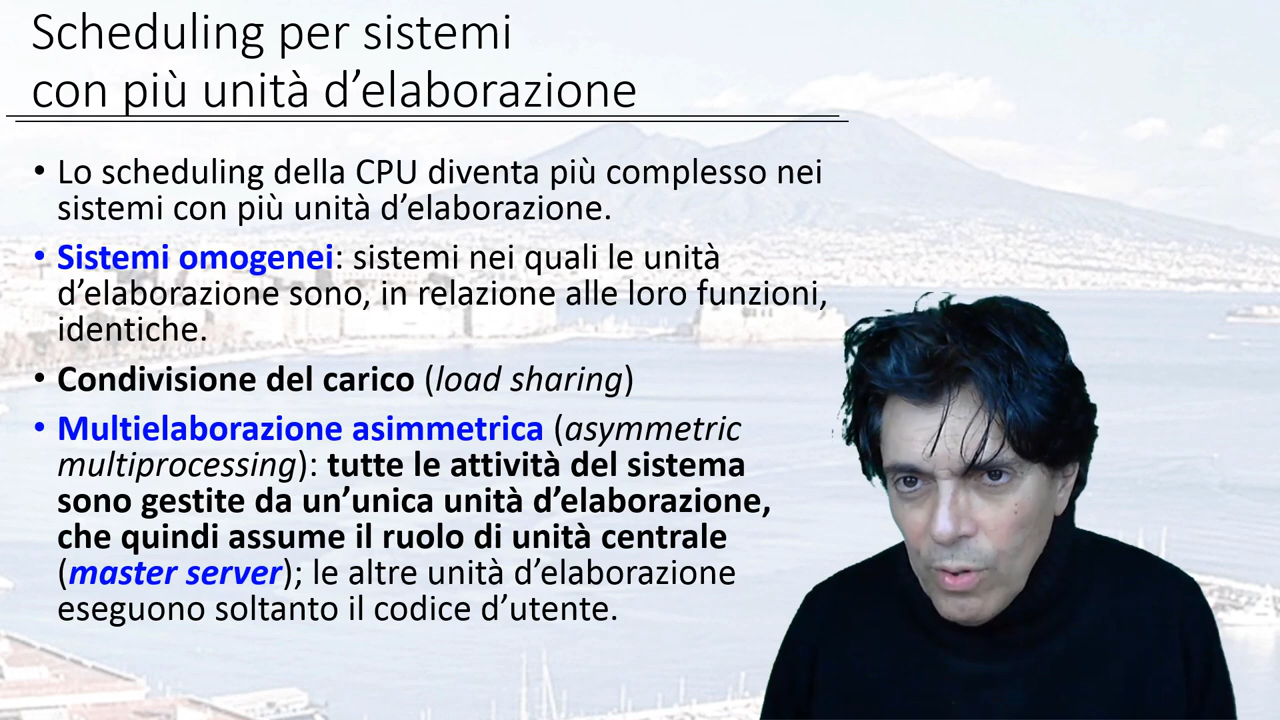 Scheduling per sistemi
con più unità d’elaborazione
• Lo scheduling della CPU diventa più complesso nei
sistemi con più unità d’elaborazione.
• Sistemi omogenei: sistemi nei quali le unità
d’elaborazione sono, in relazione alle loro funzioni,
identiche.
• Condivisione del carico (load sharing)
• Multielaborazione asimmetrica (asymmetric
multiprocessing): tutte le attività del sistema
sono gestite da un’unica unità d’elaborazione,
che quindi assume il ruolo di unità centrale
(master server); le altre unità d’elaborazione
eseguono soltanto il codice d’utente.